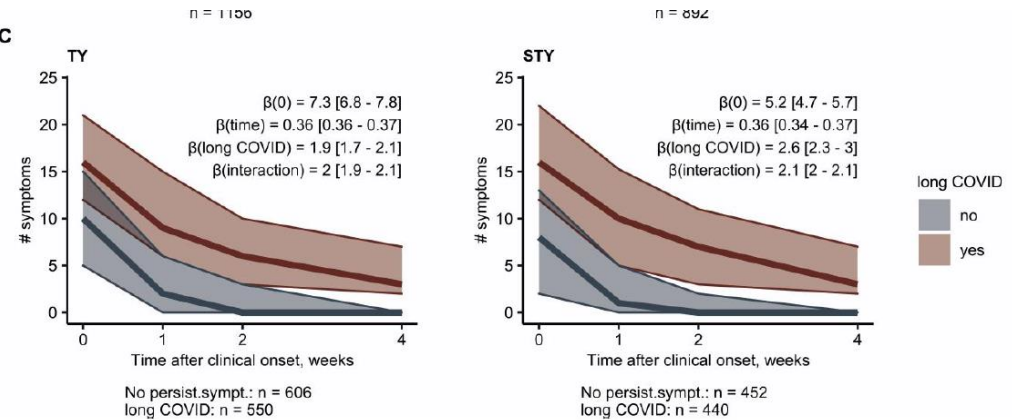 n = 1156
n = 892
C
TY
25
20
15
10
5
0
# symptoms
β(0) = 7.3 [6.8 - 7.8]
β(time) = 0.36 [0.36 - 0.37]
β(long COVID) = 1.9 [1.7 - 2.1]
β(interaction) = 2 [1.9 - 2.1]
0 1 2 4
Time after clinical onset, weeks
No persist.sympt.: n = 606
long COVID: n = 550
STY
25
20
15
10
5
0
# symptoms
β(0) = 5.2 [4.7 - 5.7]
β(time) = 0.36 [0.34 - 0.37]
β(long COVID) = 2.6 [2.3 - 3]
β(interaction) = 2.1 [2 - 2.1]
0 1 2 4
Time after clinical onset, weeks
No persist.sympt.: n = 452
long COVID: n = 440
long COVID
no
yes